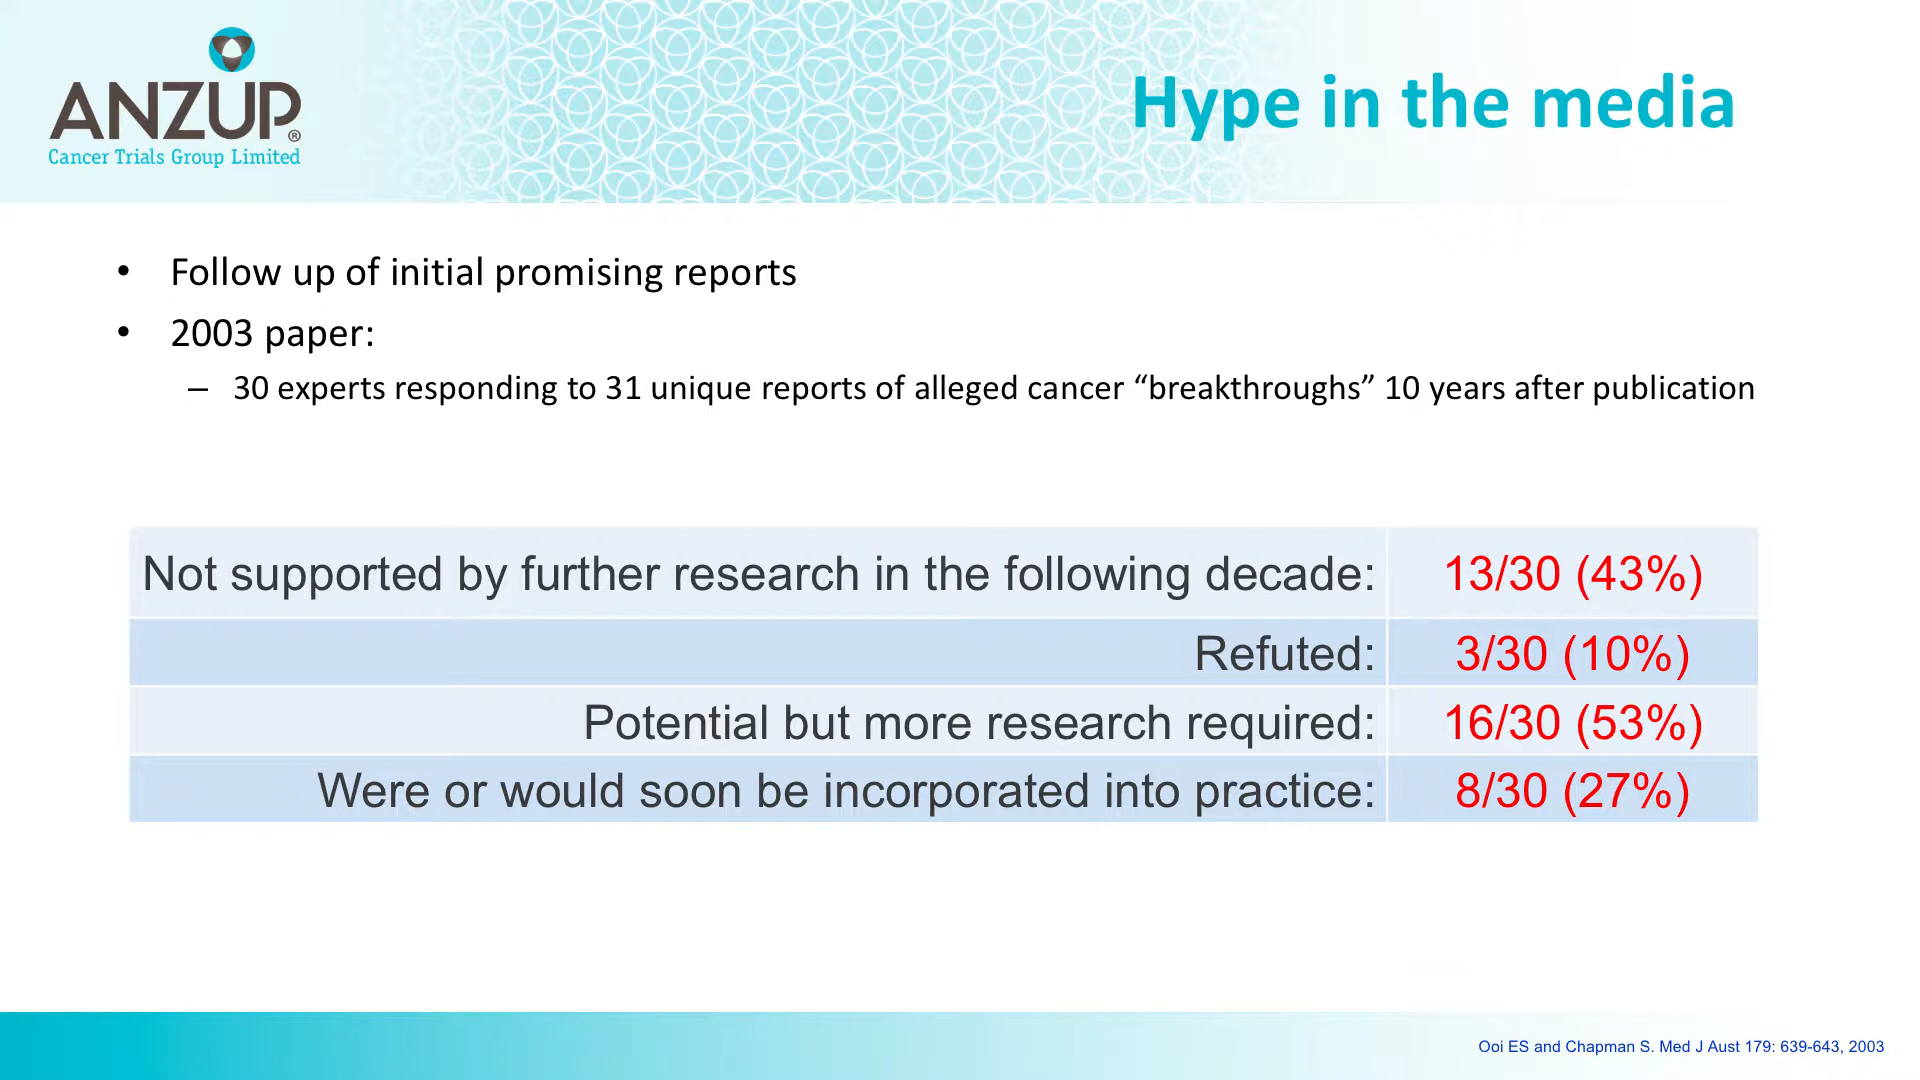 ANZUP®
Cancer Trials Group Limited
Hype in the media
• Follow up of initial promising reports
• 2003 paper:
– 30 experts responding to 31 unique reports of alleged cancer “breakthroughs” 10 years after publication
Not supported by further research in the following decade: 13/30 (43%)
Refuted: 3/30 (10%)
Potential but more research required: 16/30 (53%)
Were or would soon be incorporated into practice: 8/30 (27%)
Ooi ES and Chapman S. Med J Aust 179: 639-643, 2003